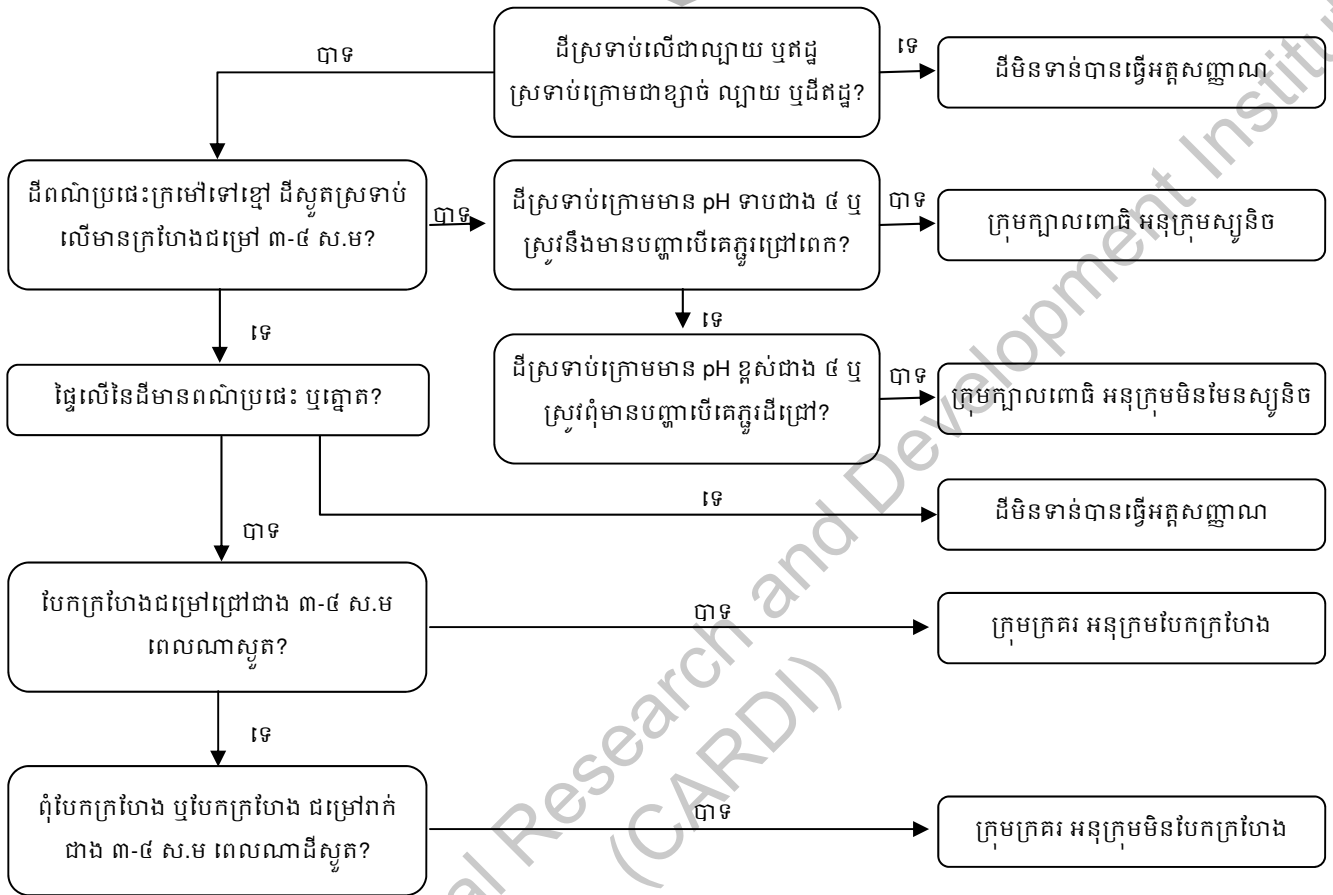 ដីស្រទាប់លើជាល្បាយ ឬឥដ្ឋ
ស្រទាប់ក្រោមជាខ្សាច់ ល្បាយ ឬដីឥដ្ឋ?
បាទ
ទេ
ដីមិនទាន់បានធ្វើអត្តសញ្ញាណ
ដីពណ៌ប្រផេះក្រមៅទៅខ្មៅ ដីស្ងួតស្រទាប់
លើមានក្រហែងជម្រៅ ៣-៤ ស.ម?
បាទ
ដីស្រទាប់ក្រោមមាន pH ទាបជាង ៤ ឬ
ស្រូវនឹងមានបញ្ហាបើគេភ្ជួរជ្រៅពេក?
បាទ
ក្រុមក្បាលពោធិ អនុក្រុមស្យូនិច
ទេ
ទេ
ផ្ទៃលើនៃដីមានពណ៌ប្រផេះ ឬត្នោត?
ដីស្រទាប់ក្រោមមាន pH ខ្ពស់ជាង ៤ ឬ
ស្រូវពុំមានបញ្ហាបើគេភ្ជួរដីជ្រៅ?
បាទ
ក្រុមក្បាលពោធិ អនុក្រុមមិនមែនស្យូនិច
ទេ
ដីមិនទាន់បានធ្វើអត្តសញ្ញាណ
បាទ
បែកក្រហែងជម្រៅជ្រៅជាង ៣-៤ ស.ម
ពេលណាស្ងួត?
បាទ
ក្រុមក្រគរ អនុក្រមបែកក្រហែង
ទេ
ពុំបែកក្រហែង ឬបែកក្រហែង ជម្រៅរាក់
ជាង ៣-៤ ស.ម ពេលណាដីស្ងួត?
បាទ
ក្រុមក្រគរ អនុក្រុមមិនបែកក្រហែង
al Research and Development Institu
(CARDI)